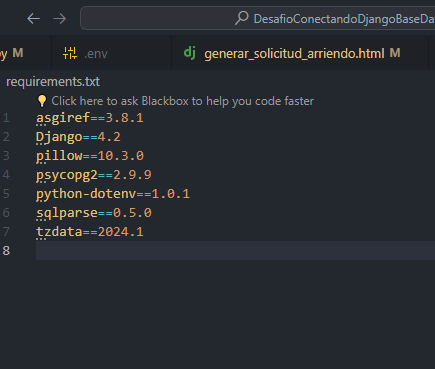 ← → DesafioConectandoDjangoBaseDa
py M .env dj generar_solicitud_arriendo.html M
requirements.txt
Click here to ask Blackbox to help you code faster
1 asgiref==3.8.1
2 Django==4.2
3 pillow==10.3.0
4 psycopg2==2.9.9
5 python-dotenv==1.0.1
6 sqlparse==0.5.0
7 tzdata==2024.1
8